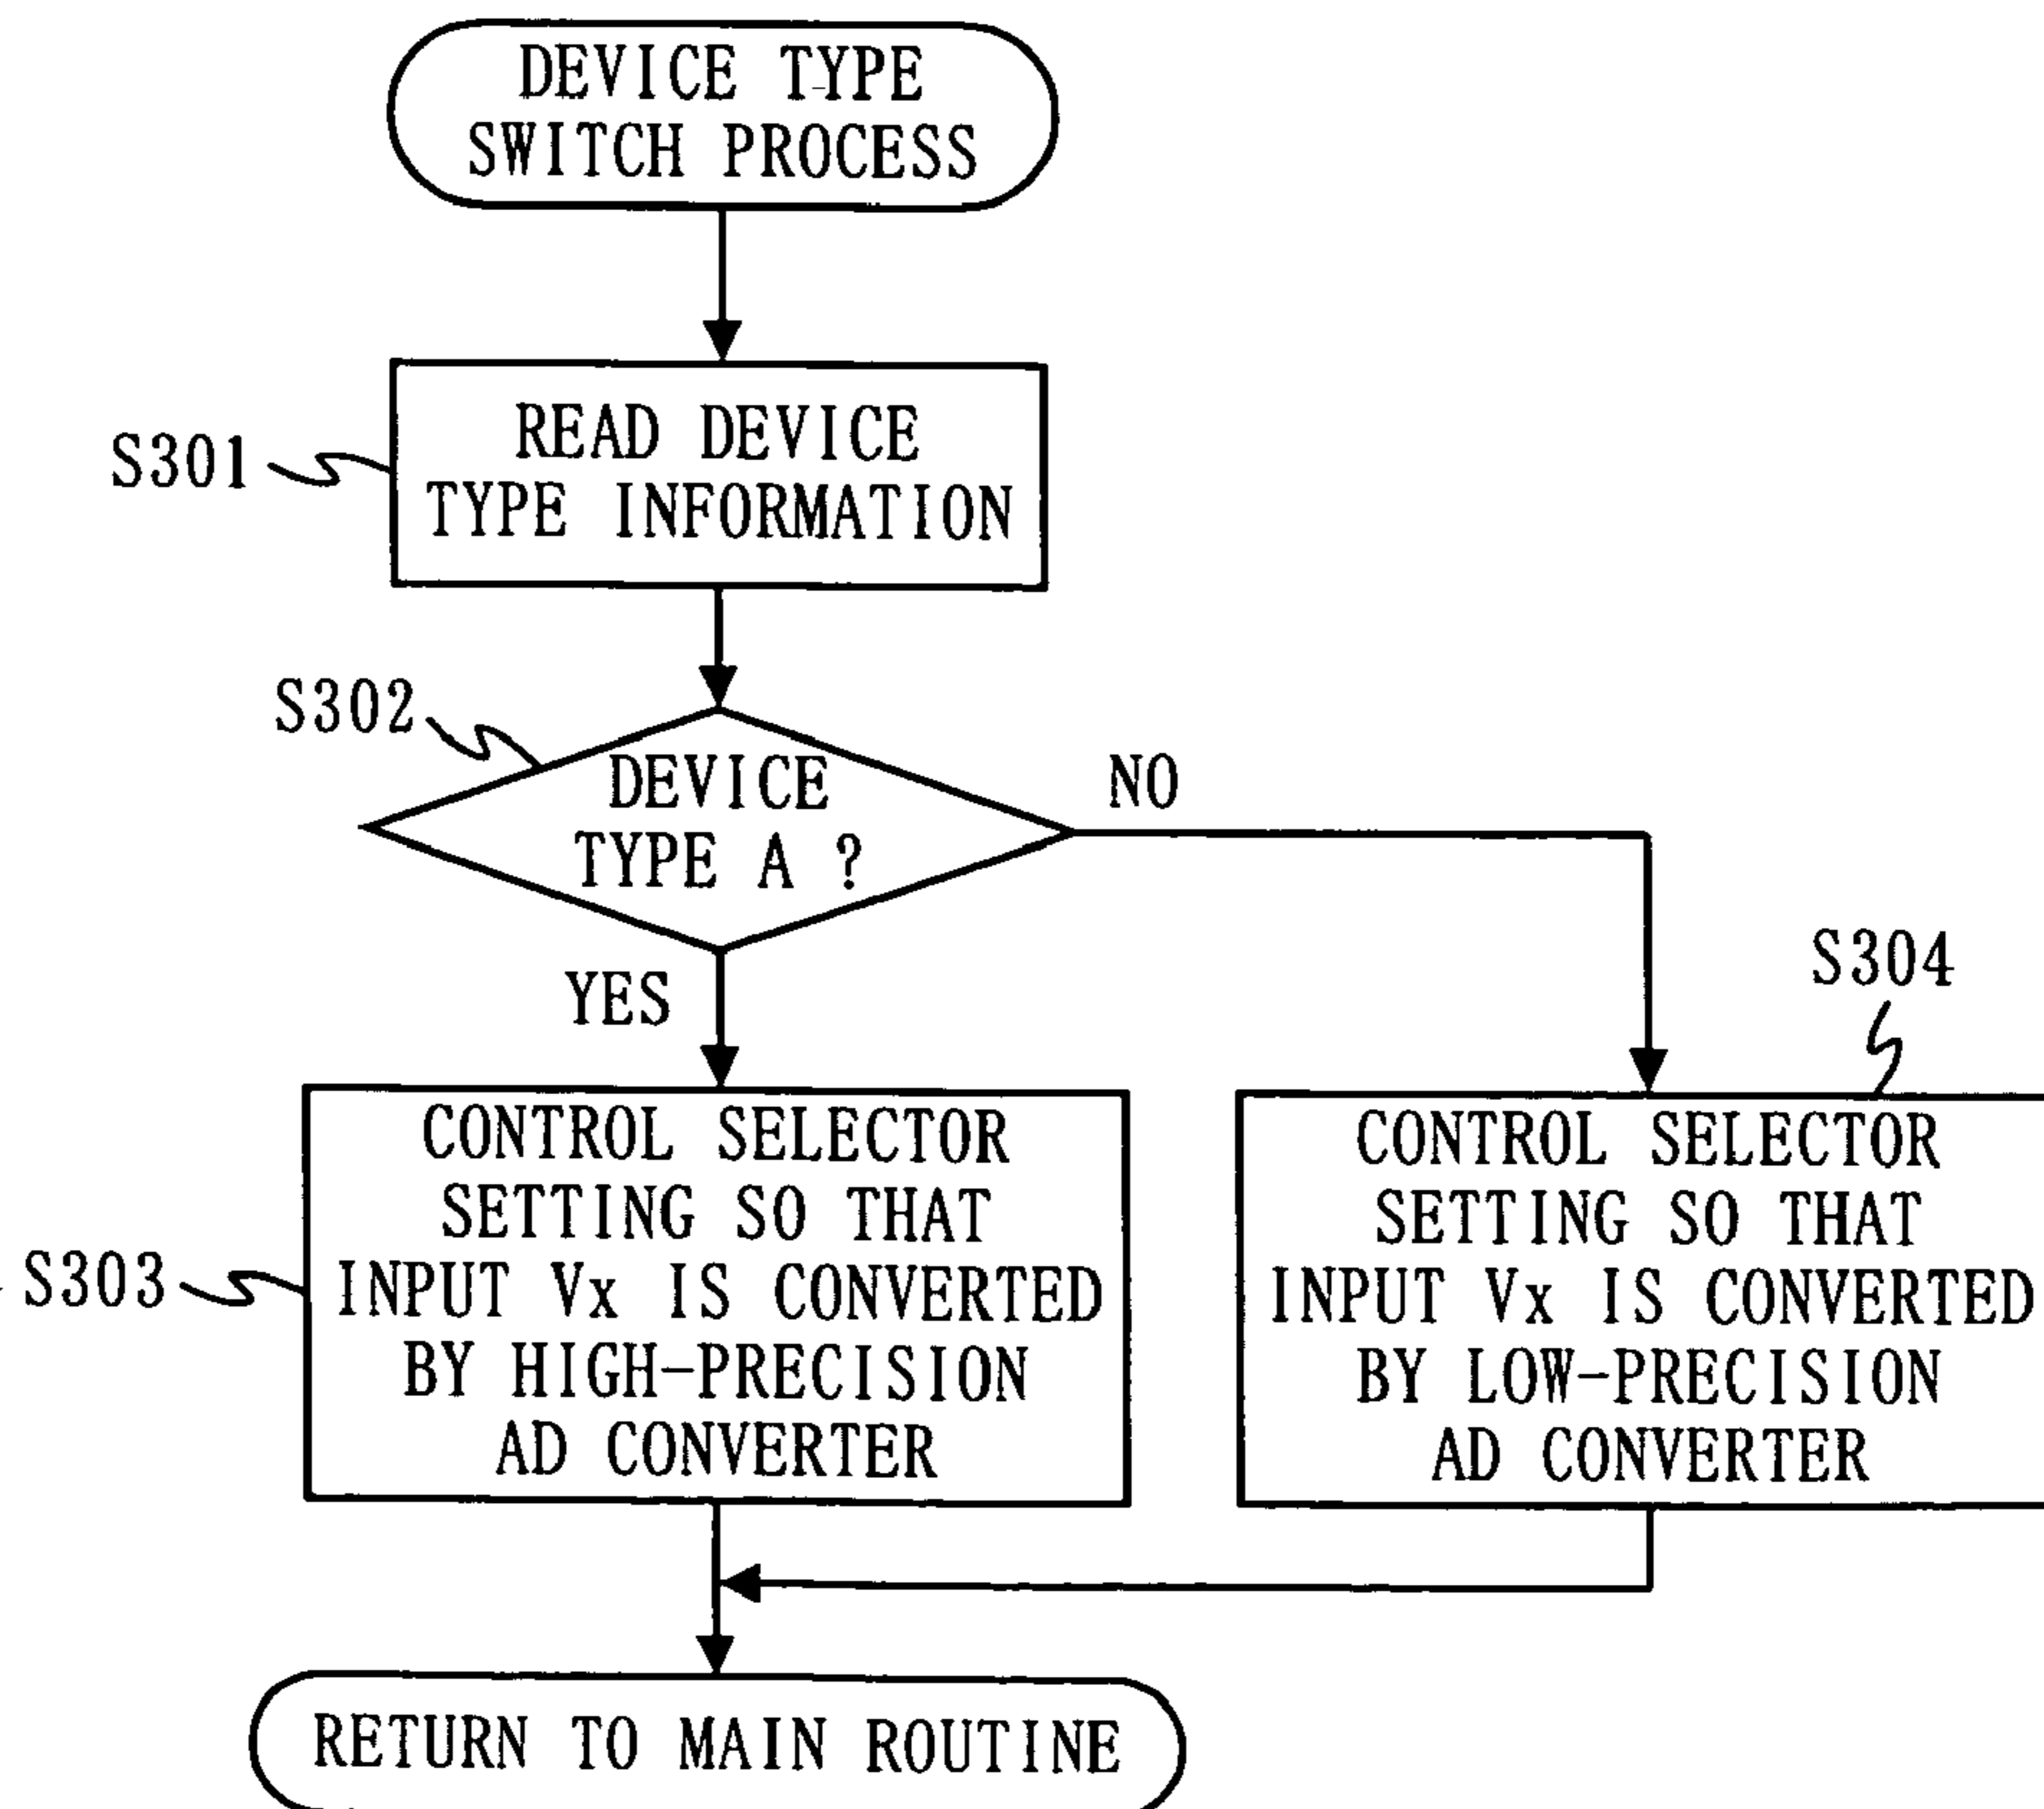 DEVICE TYPE
SWITCH PROCESS
S301
READ DEVICE
TYPE INFORMATION
S302
DEVICE
TYPE A ?
NO
YES
S303
CONTROL SELECTOR
SETTING SO THAT
INPUT Vx IS CONVERTED
BY HIGH-PRECISION
AD CONVERTER
S304
CONTROL SELECTOR
SETTING SO THAT
INPUT Vx IS CONVERTED
BY LOW-PRECISION
AD CONVERTER
RETURN TO MAIN ROUTINE